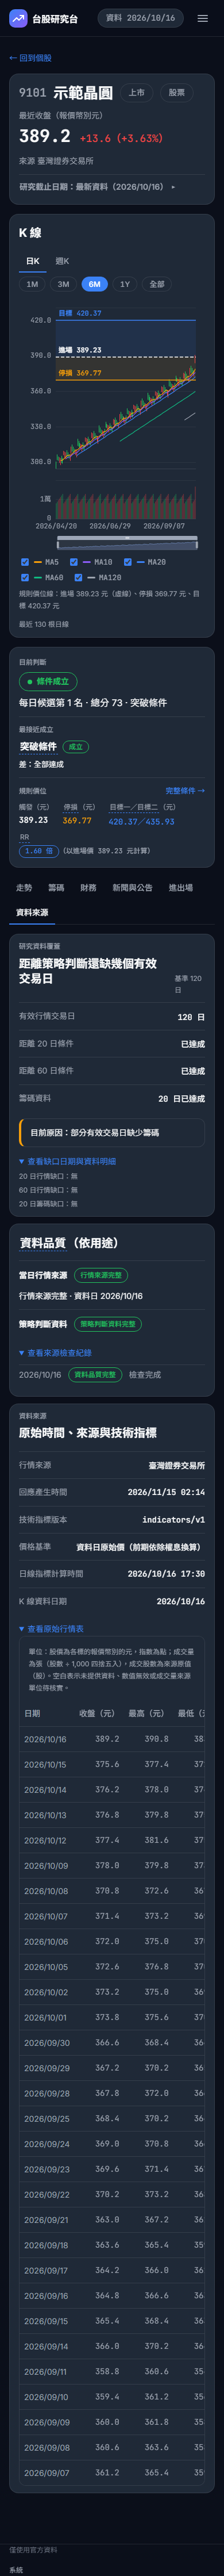 台股研究台
資料 2026/10/16
← 回到個股
9101 示範晶圓 上市 股票
最近收盤（報價幣別元）
389.2 +13.6 (+3.63%)
來源 臺灣證券交易所
研究截止日期：最新資料（2026/10/16） ▸
K 線
日K 週K
1M 3M 6M 1Y 全部
目標 420.37
420.0
進場 389.23
390.0
停損 369.77
360.0
330.0
300.0
1萬
0
2026/04/20 2026/06/29 2026/09/07
MA5 MA10 MA20
MA60 MA120
規則價位線：進場 389.23 元（虛線）、停損 369.77 元、目
標 420.37 元
最近 130 根日線
目前判斷
● 條件成立
每日候選第 1 名 · 總分 73 · 突破條件
最接近成立
突破條件 成立
差：全部達成
規則價位 完整條件 →
觸發（元） 停損（元） 目標一／目標二（元）
389.23 369.77 420.37／435.93
RR
1.60 倍 （以進場價 389.23 元計算）
走勢 籌碼 財務 新聞與公告 進出場
資料來源
研究資料覆蓋
距離策略判斷還缺幾個有效
交易日
基準 120
日
有效行情交易日 120 日
距離 20 日條件 已達成
距離 60 日條件 已達成
籌碼資料 20 日已達成
目前原因：部分有效交易日缺少籌碼
▼ 查看缺口日期與資料明細
20 日行情缺口：無
60 日行情缺口：無
20 日籌碼缺口：無
資料品質（依用途）
當日行情來源 行情來源完整
行情來源完整 · 資料日 2026/10/16
策略判斷資料 策略判斷資料完整
▼ 查看來源檢查紀錄
2026/10/16 資料品質完整 檢查完成
資料來源
原始時間、來源與技術指標
行情來源 臺灣證券交易所
回應產生時間 2026/11/15 02:14
技術指標版本 indicators/v1
價格基準 資料日原始價（前期依除權息換算）
日線指標計算時間 2026/10/16 17:30
K 線資料日期 2026/10/16
▼ 查看原始行情表
單位：股價為各標的報價幣別的元，指數為點；成交量
為張（股數 ÷ 1,000 四捨五入），成交股數為來源原值
（股）。空白表示未提供資料、數值無效或成交量來源
單位待核實。
日期 收盤（元） 最高（元） 最低（元
2026/10/16 389.2 390.8
2026/10/15 375.6 377.4
2026/10/14 376.2 378.0
2026/10/13 376.8 379.8
2026/10/12 377.4 381.6
2026/10/09 378.0 379.8
2026/10/08 370.8 372.6
2026/10/07 371.4 373.2
2026/10/06 372.0 375.0
2026/10/05 372.6 376.8
2026/10/02 373.2 375.0
2026/10/01 373.8 375.6
2026/09/30 366.6 368.4
2026/09/29 367.2 370.2
2026/09/28 367.8 372.0
2026/09/25 368.4 370.2
2026/09/24 369.0 370.8
2026/09/23 369.6 371.4
2026/09/22 370.2 373.2
2026/09/21 363.0 367.2
2026/09/18 363.6 365.4
2026/09/17 364.2 366.0
2026/09/16 364.8 366.6
2026/09/15 365.4 368.4
2026/09/14 366.0 370.2
2026/09/11 358.8 360.6
2026/09/10 359.4 361.2
2026/09/09 360.0 361.8
2026/09/08 360.6 363.6
2026/09/07 361.2 365.4
僅使用官方資料
系統